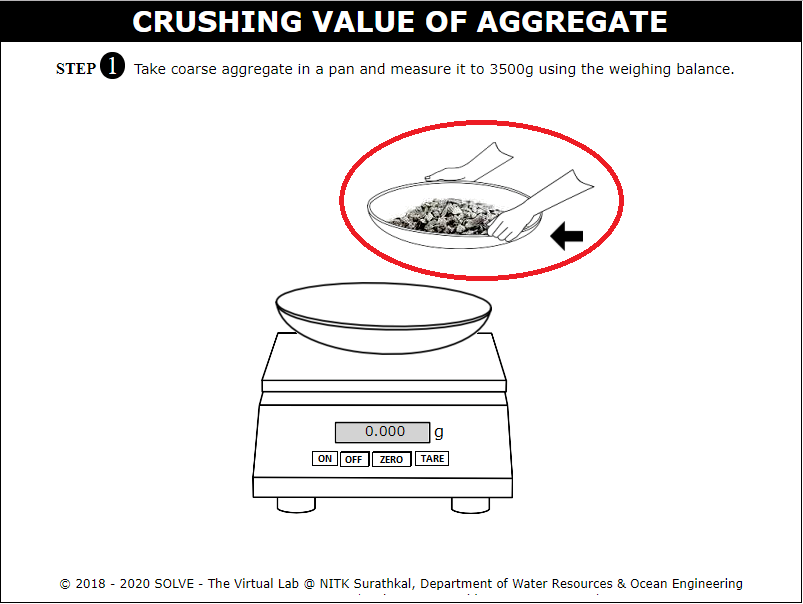 CRUSHING VALUE OF AGGREGATE
STEP 1 Take coarse aggregate in a pan and measure it to 3500g using the weighing balance.
0.000 g
ON OFF ZERO TARE
© 2018 - 2020 SOLVE - The Virtual Lab @ NITK Surathkal, Department of Water Resources & Ocean Engineering